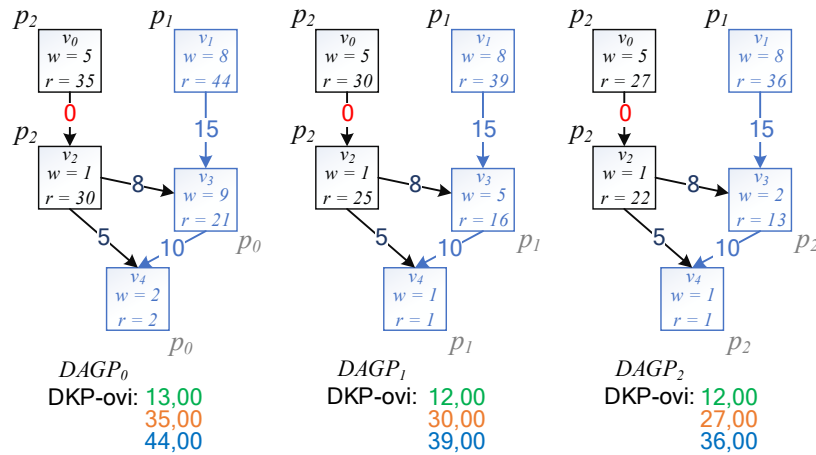 p₂
p₁
v₀
w = 5
r = 35
v₁
w = 8
r = 44
0
15
p₂
v₂
w = 1
r = 30
8
v₃
w = 9
r = 21
5
10
p₀
v₄
w = 2
r = 2
p₀
DAGP₀
DKP-ovi: 13,00
35,00
44,00
p₂
p₁
v₀
w = 5
r = 30
v₁
w = 8
r = 39
0
15
p₂
v₂
w = 1
r = 25
8
v₃
w = 5
r = 16
5
10
p₁
v₄
w = 1
r = 1
p₁
DAGP₁
DKP-ovi: 12,00
30,00
39,00
p₂
p₁
v₀
w = 5
r = 27
v₁
w = 8
r = 36
0
15
p₂
v₂
w = 1
r = 22
8
v₃
w = 2
r = 13
5
10
p₂
v₄
w = 1
r = 1
p₂
DAGP₂
DKP-ovi: 12,00
27,00
36,00